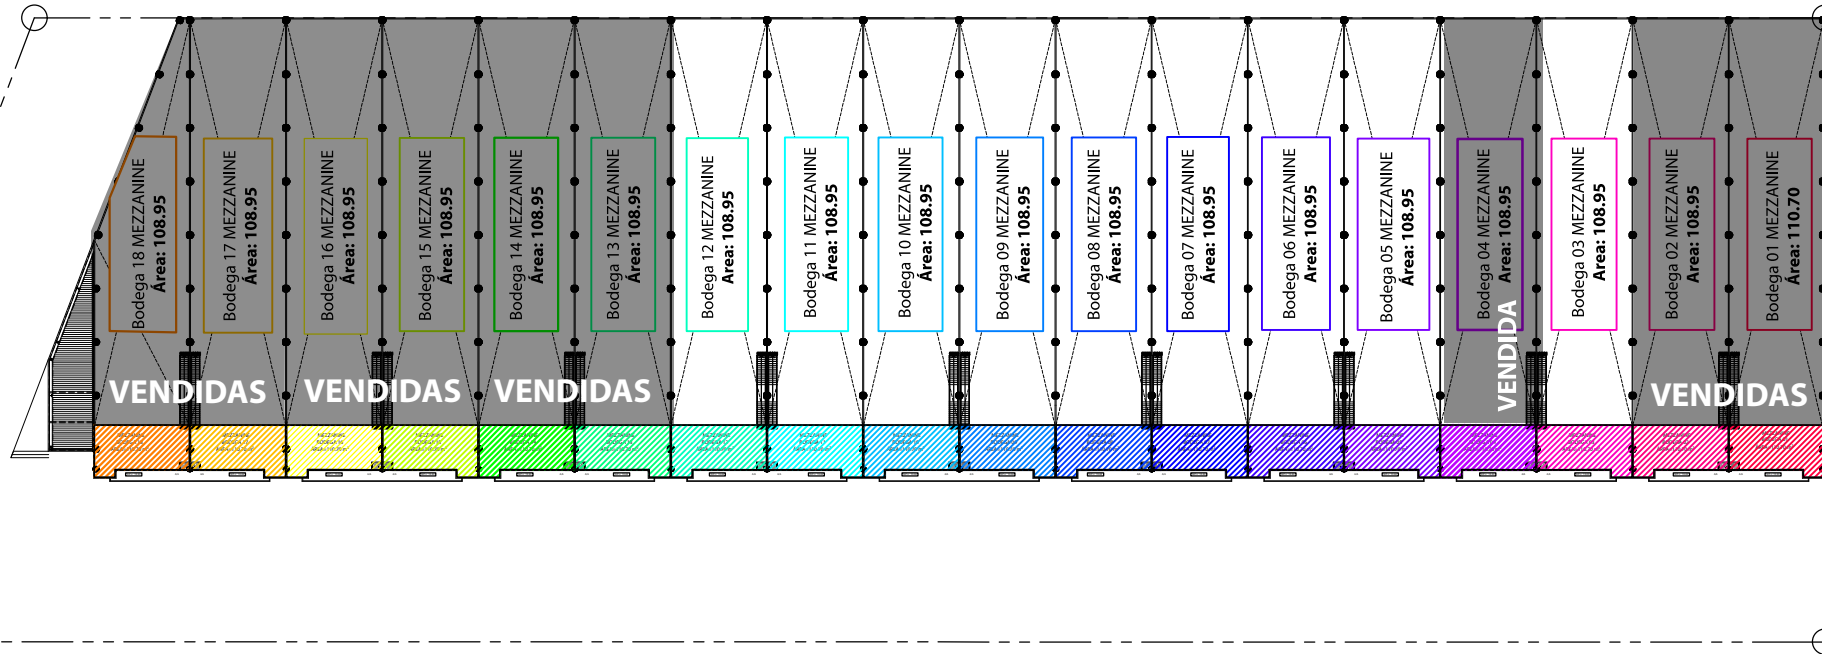 Bodega 18 MEZZANINE
Área: 108.95
Bodega 17 MEZZANINE
Área: 108.95
Bodega 16 MEZZANINE
Área: 108.95
Bodega 15 MEZZANINE
Área: 108.95
Bodega 14 MEZZANINE
Área: 108.95
Bodega 13 MEZZANINE
Área: 108.95
Bodega 12 MEZZANINE
Área: 108.95
Bodega 11 MEZZANINE
Área: 108.95
Bodega 10 MEZZANINE
Área: 108.95
Bodega 09 MEZZANINE
Área: 108.95
Bodega 08 MEZZANINE
Área: 108.95
Bodega 07 MEZZANINE
Área: 108.95
Bodega 06 MEZZANINE
Área: 108.95
Bodega 05 MEZZANINE
Área: 108.95
Bodega 04 MEZZANINE
Área: 108.95
Bodega 03 MEZZANINE
Área: 108.95
Bodega 02 MEZZANINE
Área: 108.95
Bodega 01 MEZZANINE
Área: 110.70
VENDIDAS
VENDIDAS
VENDIDAS
VENDIDA
VENDIDAS